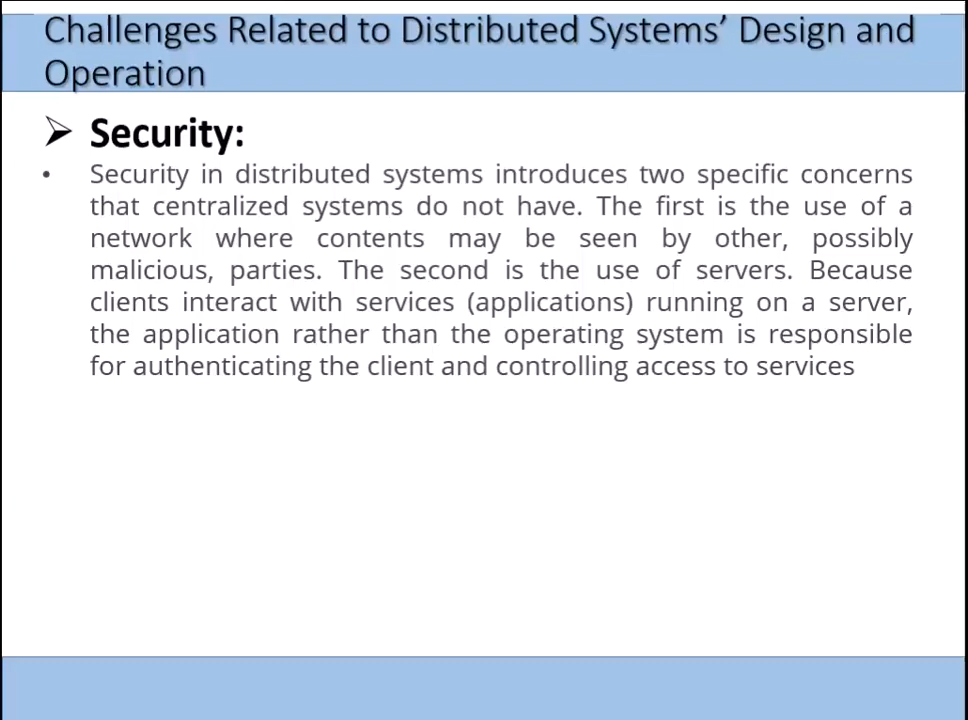 Challenges Related to Distributed Systems’ Design and
Operation
➢ Security:
• Security in distributed systems introduces two specific concerns
that centralized systems do not have. The first is the use of a
network where contents may be seen by other, possibly
malicious, parties. The second is the use of servers. Because
clients interact with services (applications) running on a server,
the application rather than the operating system is responsible
for authenticating the client and controlling access to services